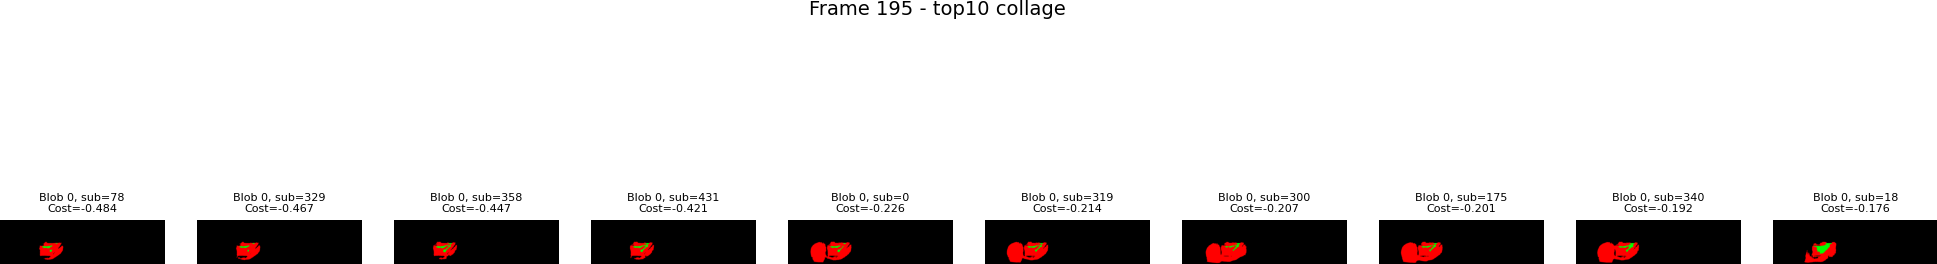 Frame 195 - top10 collage
Blob 0, sub=78
Cost=-0.484
Blob 0, sub=329
Cost=-0.467
Blob 0, sub=358
Cost=-0.447
Blob 0, sub=431
Cost=-0.421
Blob 0, sub=0
Cost=-0.226
Blob 0, sub=319
Cost=-0.214
Blob 0, sub=300
Cost=-0.207
Blob 0, sub=175
Cost=-0.201
Blob 0, sub=340
Cost=-0.192
Blob 0, sub=18
Cost=-0.176